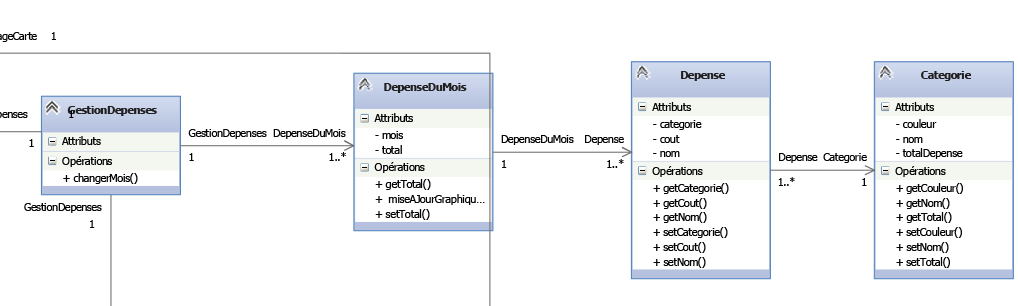 ageCarte 1
penses
1
GestionDepenses
1
Attributs
Opérations
+ changerMois()
GestionDepenses
1
GestionDepenses DepenseDuMois
1 1..*
DepenseDuMois
Attributs
- mois
- total
Opérations
+ getTotal()
+ miseAJourGraphiqu...
+ setTotal()
DepenseDuMois Depense
1 1..*
Depense
Attributs
- categorie
- cout
- nom
Opérations
+ getCategorie()
+ getCout()
+ getNom()
+ setCategorie()
+ setCout()
+ setNom()
Depense Categorie
1..* 1
Categorie
Attributs
- couleur
- nom
- totalDepense
Opérations
+ getCouleur()
+ getNom()
+ getTotal()
+ setCouleur()
+ setNom()
+ setTotal()